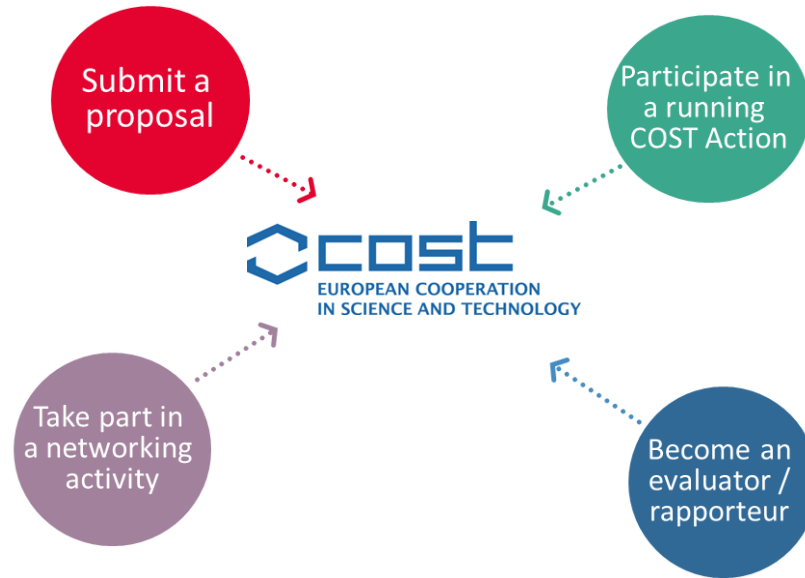 Submit a
proposal
Participate in
a running
COST Action
cost
EUROPEAN COOPERATION
IN SCIENCE AND TECHNOLOGY
Take part in
a networking
activity
Become an
evaluator /
rapporteur